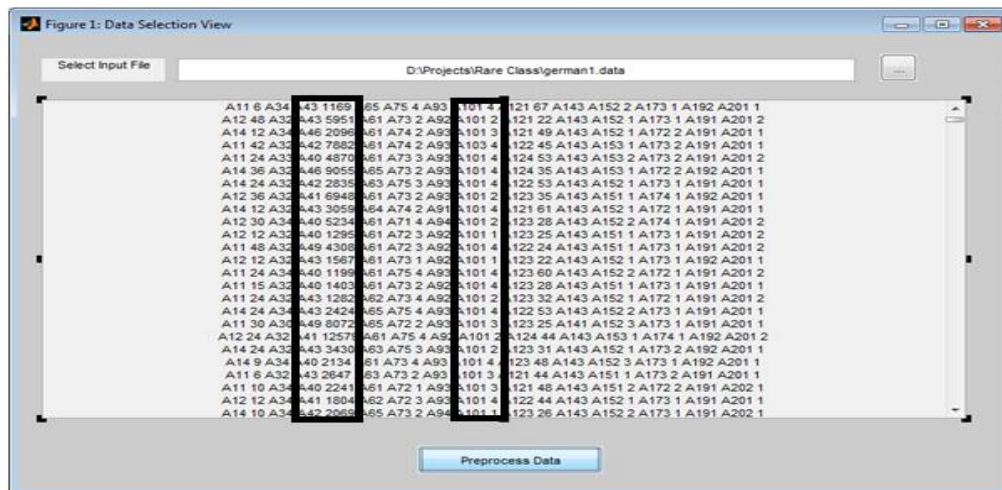 Figure 1: Data Selection View
Select Input File
D:\Projects\Rare Class\german1.data
...
A11 6 A34 A43 1169 A65 A75 4 A93 A101 4 A121 67 A143 A152 2 A173 1 A192 A201 1
A12 48 A32 A43 5951 A61 A73 2 A92 A101 2 A121 22 A143 A152 1 A173 1 A191 A201 2
A14 12 A34 A46 2096 A61 A74 2 A93 A101 3 A121 49 A143 A152 1 A172 2 A191 A201 1
A11 42 A32 A42 7882 A61 A74 2 A93 A103 4 A122 45 A143 A153 1 A173 2 A191 A201 1
A11 24 A33 A40 4870 A61 A73 3 A93 A101 4 A124 53 A143 A153 2 A173 2 A191 A201 2
A14 36 A32 A46 9055 A65 A73 2 A93 A101 4 A124 35 A143 A153 1 A172 2 A192 A201 1
A14 24 A32 A42 2835 A63 A75 3 A93 A101 4 A122 53 A143 A152 1 A173 1 A191 A201 1
A12 36 A32 A41 6948 A61 A73 2 A93 A101 2 A123 35 A143 A151 1 A174 1 A192 A201 1
A14 12 A32 A43 3059 A64 A74 2 A91 A101 4 A121 61 A143 A152 1 A172 1 A191 A201 1
A12 30 A34 A40 5234 A61 A71 4 A94 A101 2 A123 28 A143 A152 2 A174 1 A191 A201 2
A12 12 A32 A40 1295 A61 A72 3 A92 A101 1 A123 25 A143 A151 1 A173 1 A191 A201 2
A11 48 A32 A49 4308 A61 A72 3 A92 A101 4 A122 24 A143 A151 1 A173 1 A191 A201 2
A12 12 A32 A43 1567 A61 A73 1 A92 A101 1 A123 22 A143 A152 1 A173 1 A192 A201 1
A11 24 A34 A40 1199 A61 A75 4 A93 A101 4 A123 60 A143 A152 2 A172 1 A191 A201 2
A11 15 A32 A40 1403 A61 A73 2 A92 A101 4 A123 28 A143 A151 1 A173 1 A191 A201 1
A11 24 A32 A43 1282 A62 A73 4 A92 A101 2 A123 32 A143 A152 1 A172 1 A191 A201 2
A14 24 A34 A43 2424 A65 A75 4 A93 A101 4 A122 53 A143 A152 2 A173 1 A191 A201 1
A11 30 A30 A49 8072 A65 A72 2 A93 A101 3 A123 25 A141 A152 3 A173 1 A191 A201 1
A12 24 A32 A41 12579 A61 A75 4 A92 A101 2 A124 44 A143 A153 1 A174 1 A192 A201 2
A14 24 A32 A43 3430 A63 A75 3 A93 A101 2 A123 31 A143 A152 1 A173 2 A192 A201 1
A14 9 A34 A40 2134 A61 A73 4 A93 A101 4 A123 48 A143 A152 3 A173 1 A192 A201 1
A11 6 A32 A43 2647 A63 A73 2 A93 A101 3 A121 44 A143 A151 1 A173 2 A191 A201 1
A11 10 A34 A40 2241 A61 A72 1 A93 A101 3 A121 48 A143 A151 2 A172 2 A191 A202 1
A12 12 A34 A41 1804 A62 A72 3 A93 A101 4 A122 44 A143 A152 1 A173 1 A191 A201 1
A14 10 A34 A42 2069 A65 A73 2 A94 A101 1 A123 26 A143 A152 2 A173 1 A191 A202 1
Preprocess Data